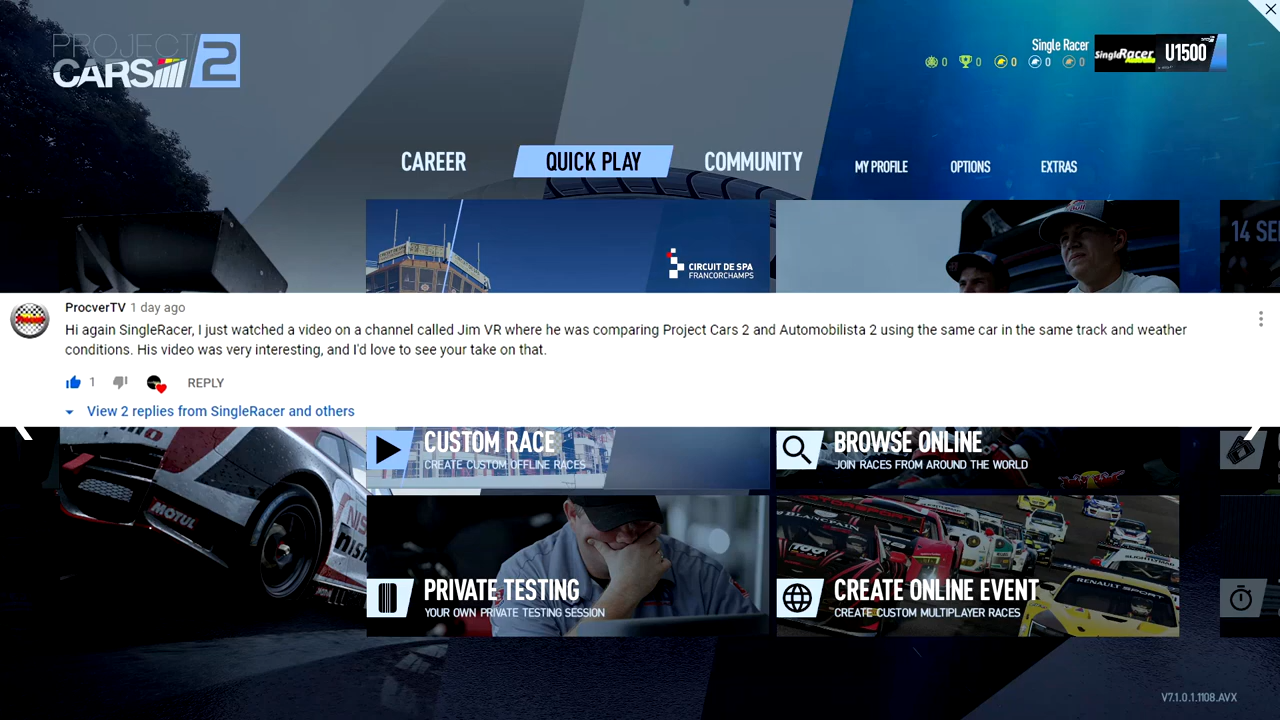 PROJECT
CARS 2
Single Racer
0 0 0 0 0
SingleRacer
U1500
CAREER
QUICK PLAY
COMMUNITY
MY PROFILE
OPTIONS
EXTRAS
CIRCUIT DE SPA
FRANCORCHAMPS
14 SE
ProcverTV 1 day ago
Hi again SingleRacer, I just watched a video on a channel called Jim VR where he was comparing Project Cars 2 and Automobilista 2 using the same car in the same track and weather
conditions. His video was very interesting, and I'd love to see your take on that.
1
REPLY
View 2 replies from SingleRacer and others
CUSTOM RACE
CREATE CUSTOM OFFLINE RACES
BROWSE ONLINE
JOIN RACES FROM AROUND THE WORLD
MOTUL
PRIVATE TESTING
YOUR OWN PRIVATE TESTING SESSION
CREATE ONLINE EVENT
CREATE CUSTOM MULTIPLAYER RACES
RENAULT SPORT
V7.1.0.1.1108.AVX